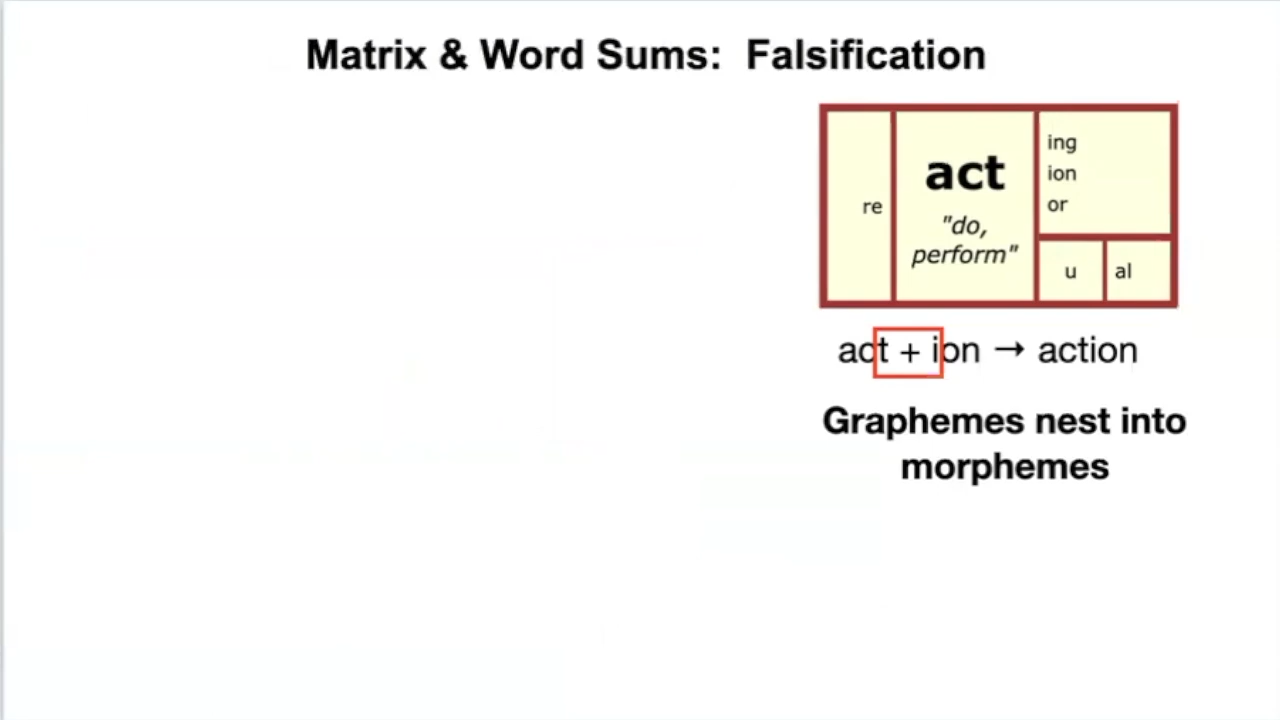 Matrix & Word Sums: Falsification
re
act
"do,
perform"
ing
ion
or
u
al
act + ion → action
Graphemes nest into
morphemes